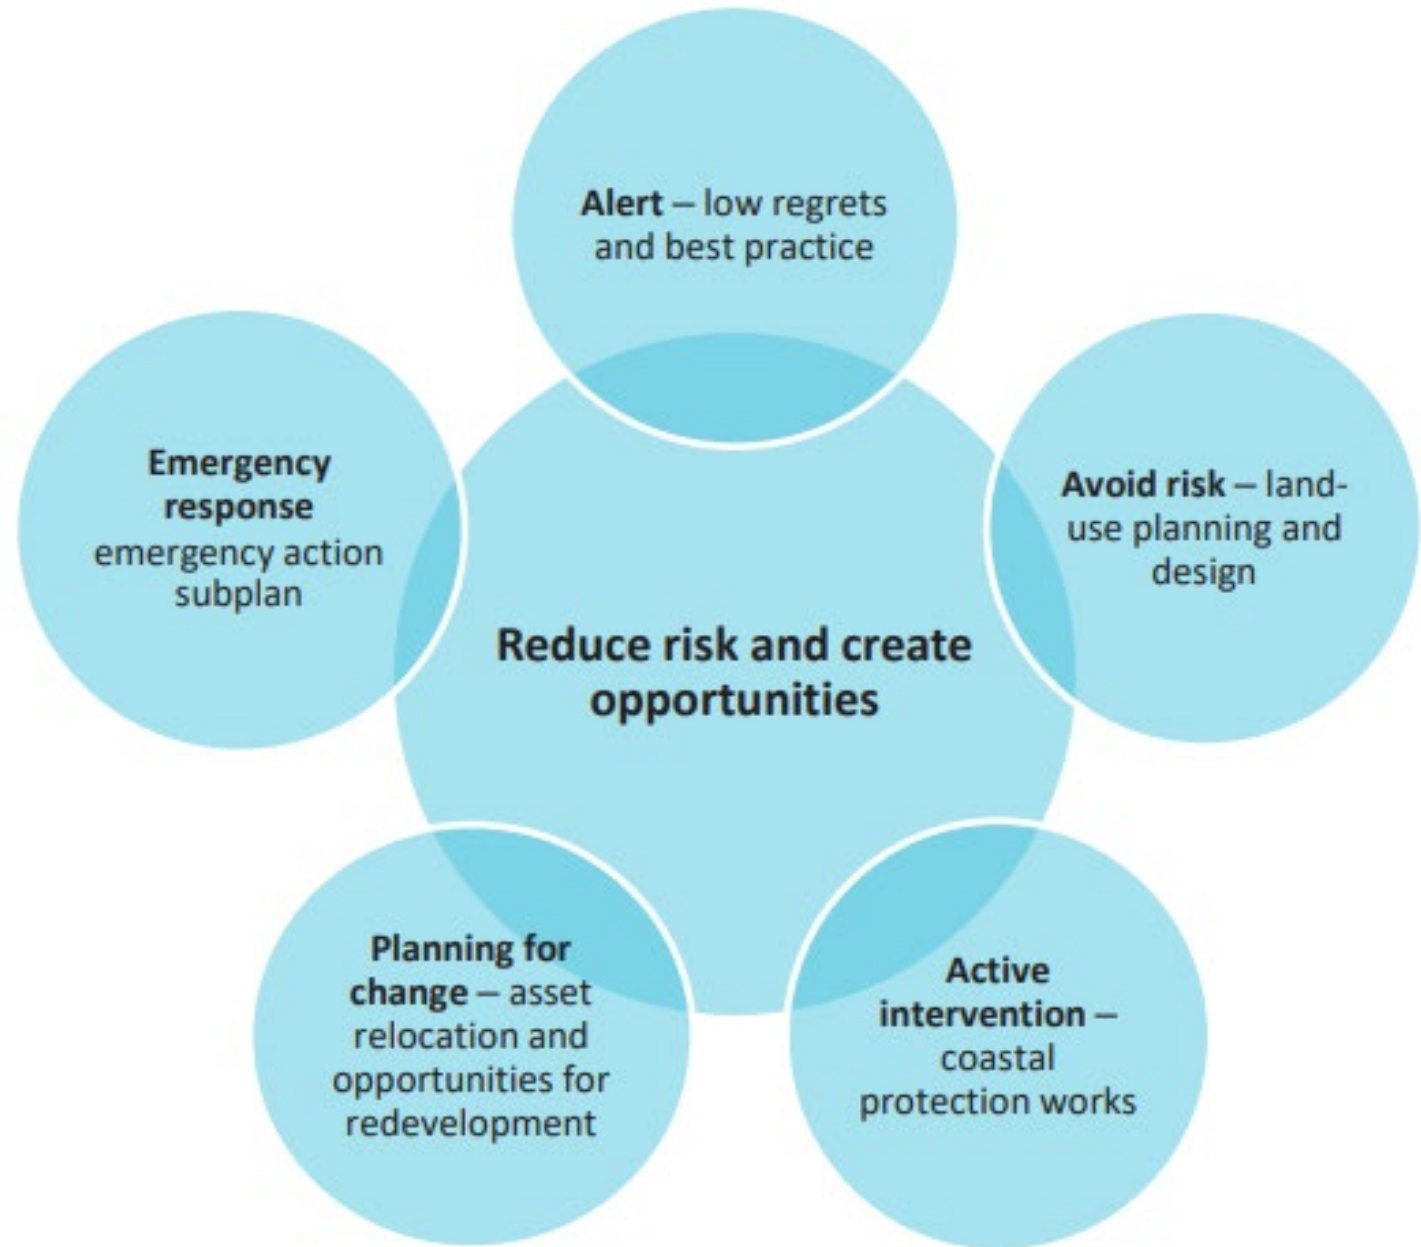 Alert – low regrets
and best practice
Avoid risk – land-
use planning and
design
Active
intervention –
coastal
protection works
Planning for
change – asset
relocation and
opportunities for
redevelopment
Emergency
response
emergency action
subplan
Reduce risk and create
opportunities